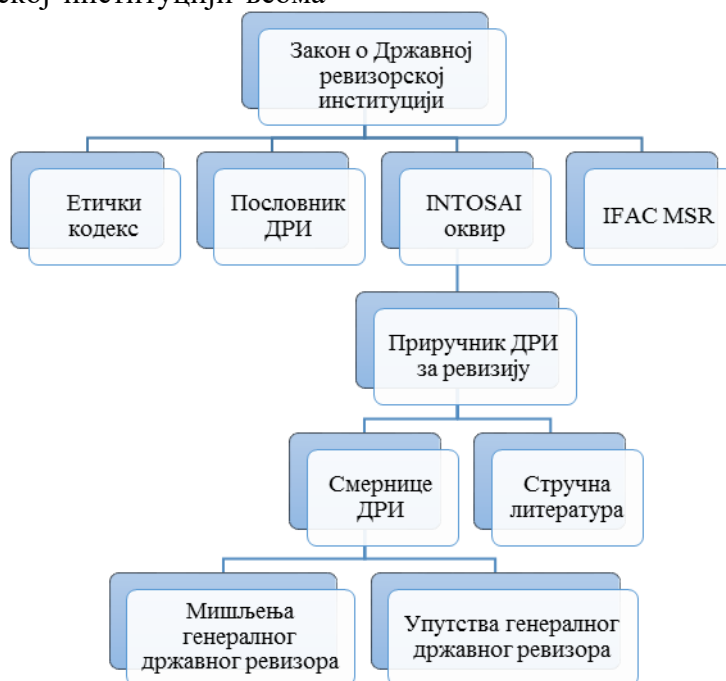 институцији
Закон о Државној
ревизорској
институцији
Етички
кодекс
Пословник
ДРИ
INTOSAI
оквир
IFAC MSR
Приручник ДРИ
за ревизију
Смернице
ДРИ
Стручна
литература
Мишљења
генералног
државног ревизора
Упутства генералног
државног ревизора